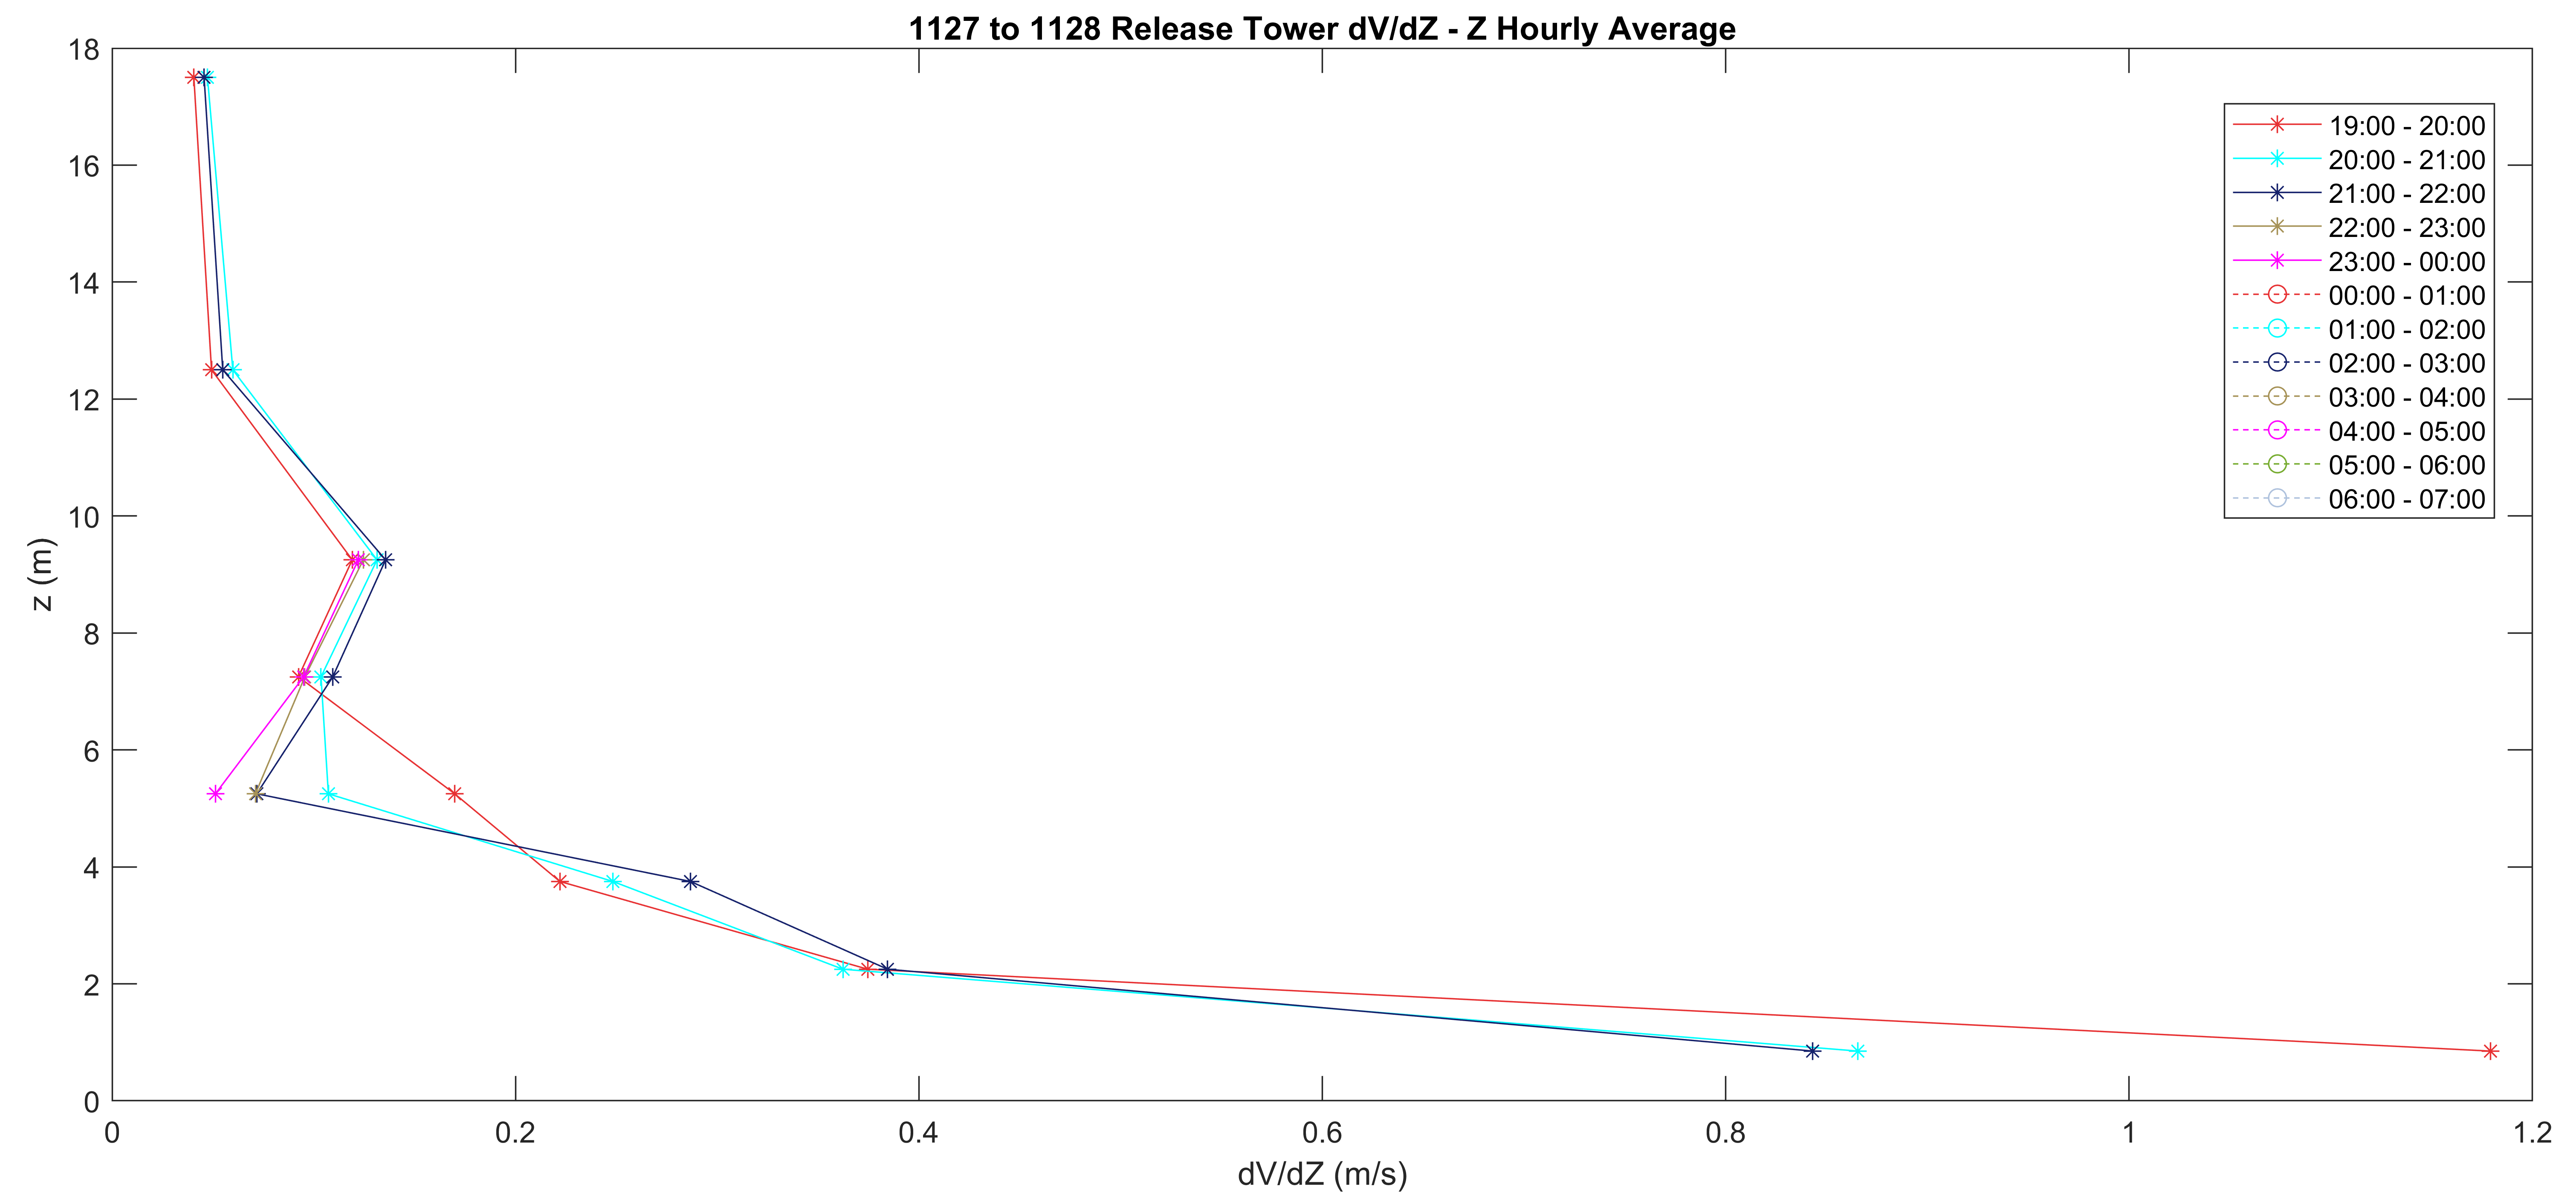 1127 to 1128 Release Tower dV/dZ - Z Hourly Average
18
16
14
12
10
8
6
4
2
0
z (m)
19:00 - 20:00
20:00 - 21:00
21:00 - 22:00
22:00 - 23:00
23:00 - 00:00
00:00 - 01:00
01:00 - 02:00
02:00 - 03:00
03:00 - 04:00
04:00 - 05:00
05:00 - 06:00
06:00 - 07:00
0 0.2 0.4 0.6 0.8 1 1.2
dV/dZ (m/s)